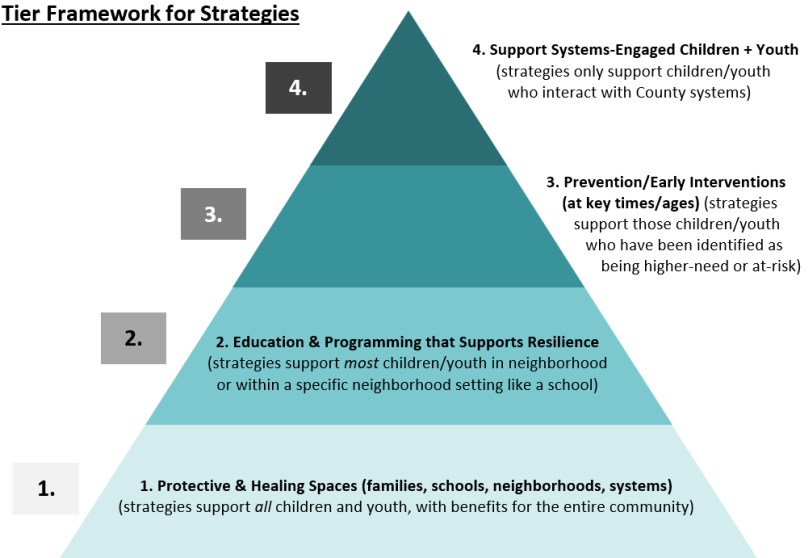 Tier Framework for Strategies
4.
4. Support Systems-Engaged Children + Youth
(strategies only support children/youth
who interact with County systems)
3.
3. Prevention/Early Interventions
(at key times/ages) (strategies
support those children/youth
who have been identified as
being higher-need or at-risk)
2.
2. Education & Programming that Supports Resilience
(strategies support most children/youth in neighborhood
or within a specific neighborhood setting like a school)
1.
1. Protective & Healing Spaces (families, schools, neighborhoods, systems)
(strategies support all children and youth, with benefits for the entire community)